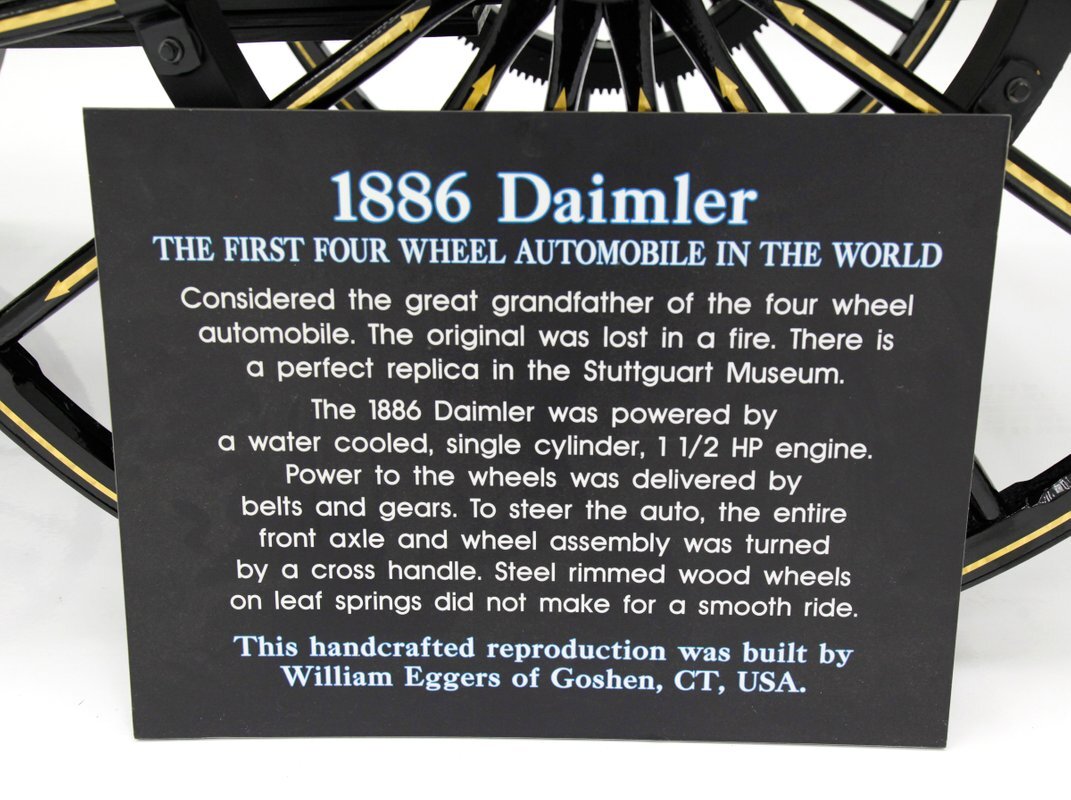 1886 Daimler
THE FIRST FOUR WHEEL AUTOMOBILE IN THE WORLD
Considered the great grandfather of the four wheel
automobile. The original was lost in a fire. There is
a perfect replica in the Stuttguart Museum.
The 1886 Daimler was powered by
a water cooled, single cylinder, 1 1/2 HP engine.
Power to the wheels was delivered by
belts and gears. To steer the auto, the entire
front axle and wheel assembly was turned
by a cross handle. Steel rimmed wood wheels
on leaf springs did not make for a smooth ride.
This handcrafted reproduction was built by
William Eggers of Goshen, CT, USA.